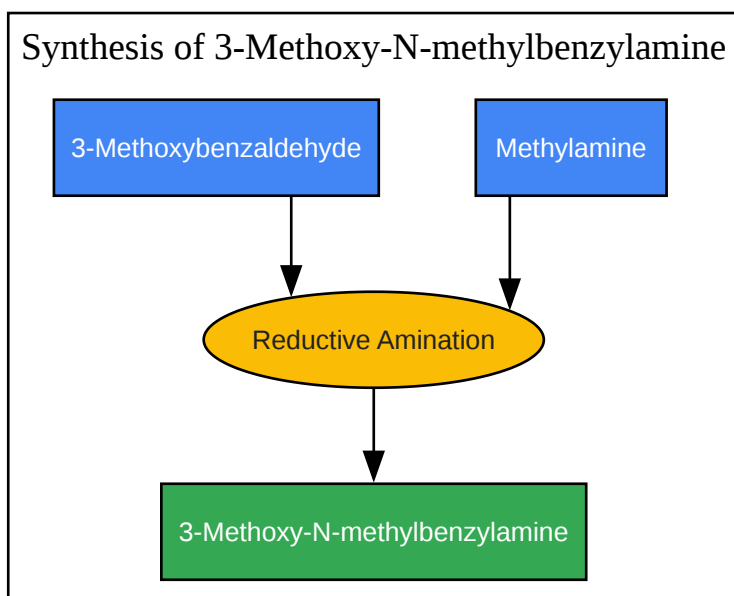 Synthesis of 3-Methoxy-N-methylbenzylamine
3-Methoxybenzaldehyde
Methylamine
Reductive Amination
3-Methoxy-N-methylbenzylamine